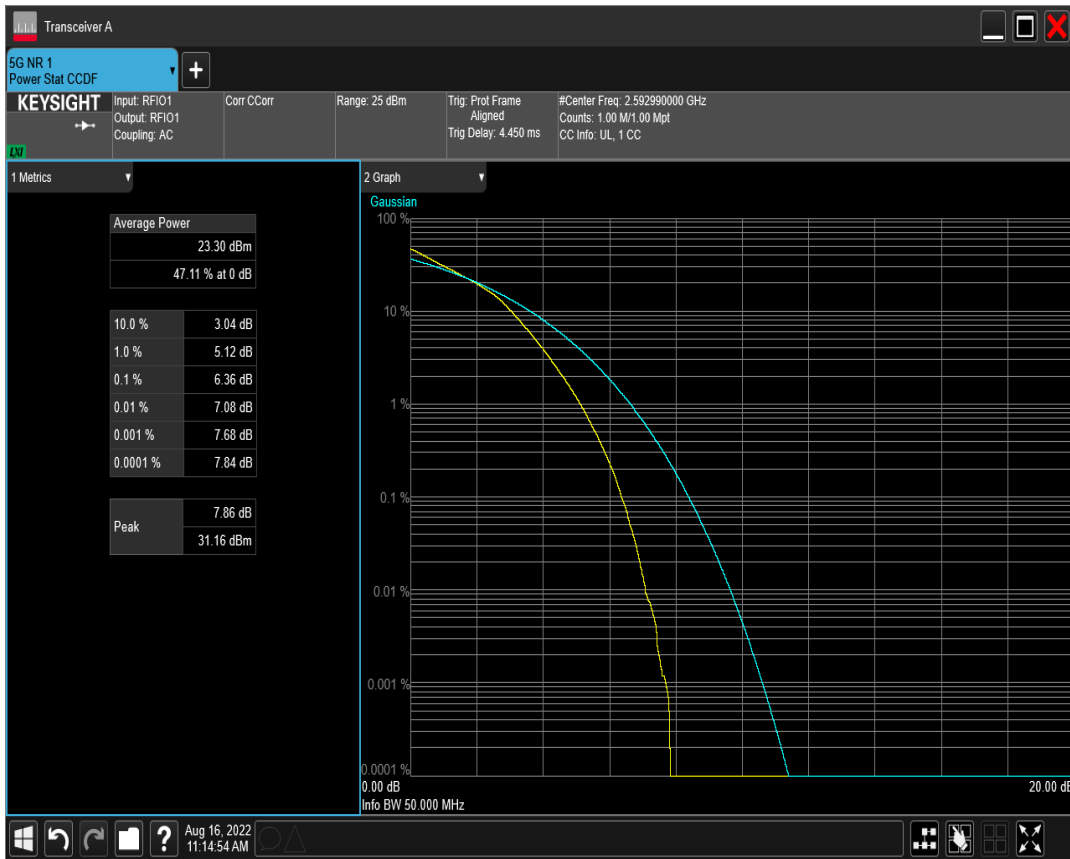 Transceiver A
5G NR 1
Power Stat CCDF
+
KEYSIGHT
LXI
Input: RFIO1
Output: RFIO1
Coupling: AC
Corr CCorr
Range: 25 dBm
Trig: Prot Frame
Aligned
Trig Delay: 4.450 ms
#Center Freq: 2.592990000 GHz
Counts: 1.00 M/1.00 Mpt
CC Info: UL, 1 CC
1 Metrics
Average Power
23.30 dBm
47.11 % at 0 dB
10.0 % 3.04 dB
1.0 % 5.12 dB
0.1 % 6.36 dB
0.01 % 7.08 dB
0.001 % 7.68 dB
0.0001 % 7.84 dB
Peak
7.86 dB
31.16 dBm
2 Graph
Gaussian
100 %
10 %
1 %
0.1 %
0.01 %
0.001 %
0.0001 %
0.00 dB 20.00 dB
Info BW 50.000 MHz
?
Aug 16, 2022
11:14:54 AM